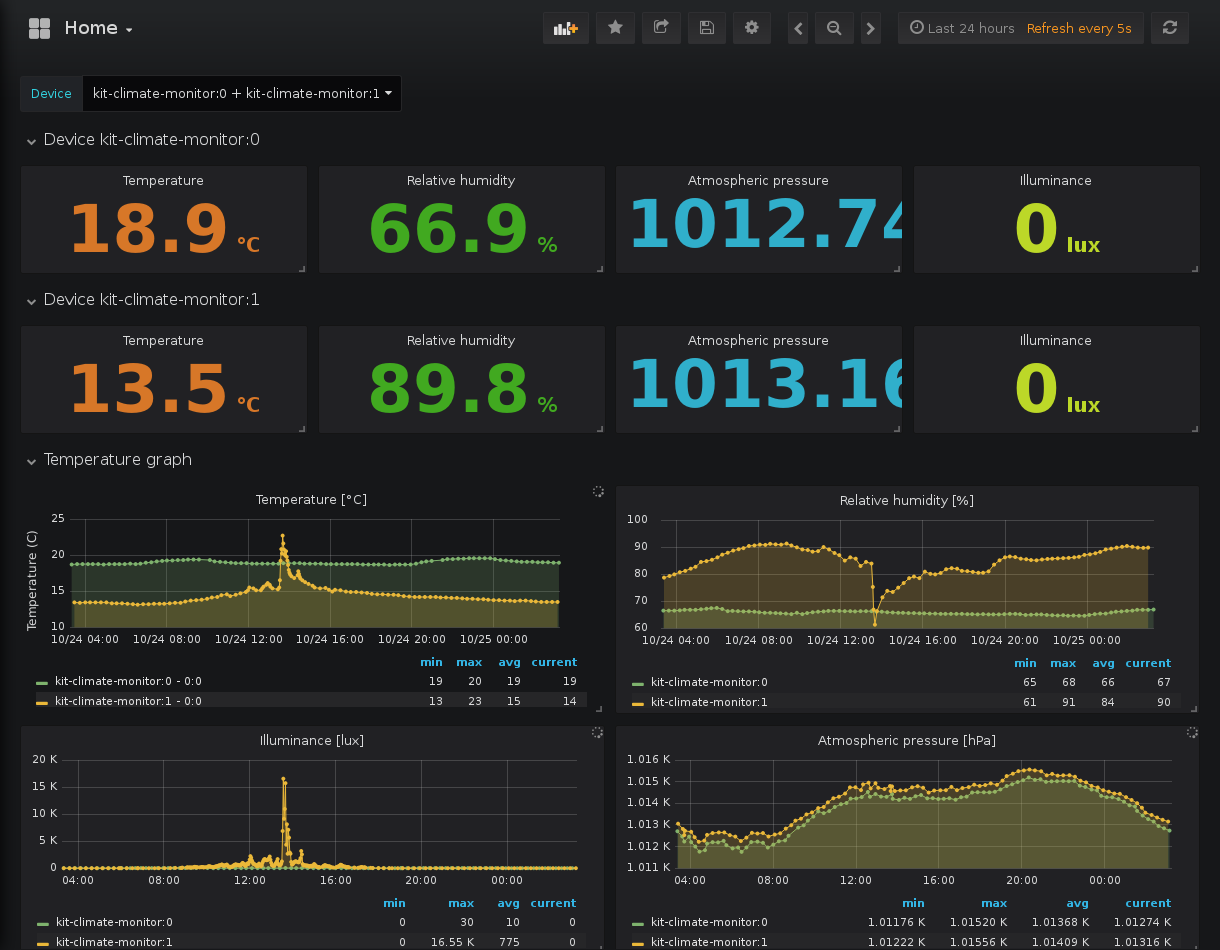 Home
Last 24 hours Refresh every 5s
Device kit-climate-monitor:0 + kit-climate-monitor:1
Device kit-climate-monitor:0
Temperature Relative humidity Atmospheric pressure Illuminance
18.9 °C 66.9 % 1012.74 0 lux
Device kit-climate-monitor:1
Temperature Relative humidity Atmospheric pressure Illuminance
13.5 °C 89.8 % 1013.16 0 lux
Temperature graph
Temperature [°C]
Temperature (C)
25
20
15
10
10/24 04:00 10/24 08:00 10/24 12:00 10/24 16:00 10/24 20:00 10/25 00:00
min max avg current
kit-climate-monitor:0 - 0:0 19 20 19 19
kit-climate-monitor:1 - 0:0 13 23 15 14
Relative humidity [%]
100
90
80
70
60
10/24 04:00 10/24 08:00 10/24 12:00 10/24 16:00 10/24 20:00 10/25 00:00
min max avg current
kit-climate-monitor:0 65 68 66 67
kit-climate-monitor:1 61 91 84 90
Illuminance [lux]
20 K
15 K
10 K
5 K
0
04:00 08:00 12:00 16:00 20:00 00:00
min max avg current
kit-climate-monitor:0 0 30 10 0
kit-climate-monitor:1 0 16.55 K 775 0
Atmospheric pressure [hPa]
1.016 K
1.015 K
1.014 K
1.013 K
1.012 K
1.011 K
04:00 08:00 12:00 16:00 20:00 00:00
min max avg current
kit-climate-monitor:0 1.01176 K 1.01520 K 1.01368 K 1.01274 K
kit-climate-monitor:1 1.01222 K 1.01556 K 1.01409 K 1.01316 K